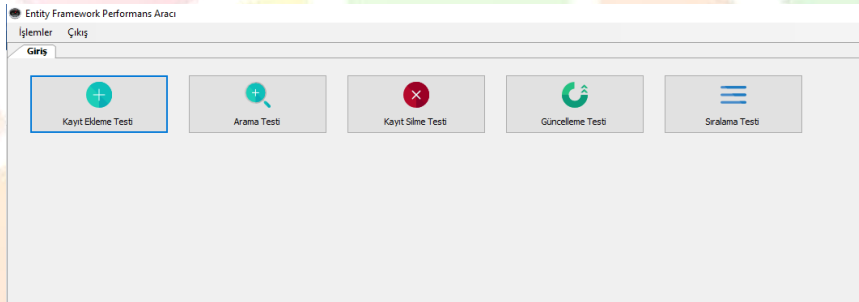 Entity Framework Performans Aracı
İşlemler Çıkış
Giriş
Kayıt Ekleme Testi Arama Testi Kayıt Silme Testi Güncelleme Testi Sıralama Testi